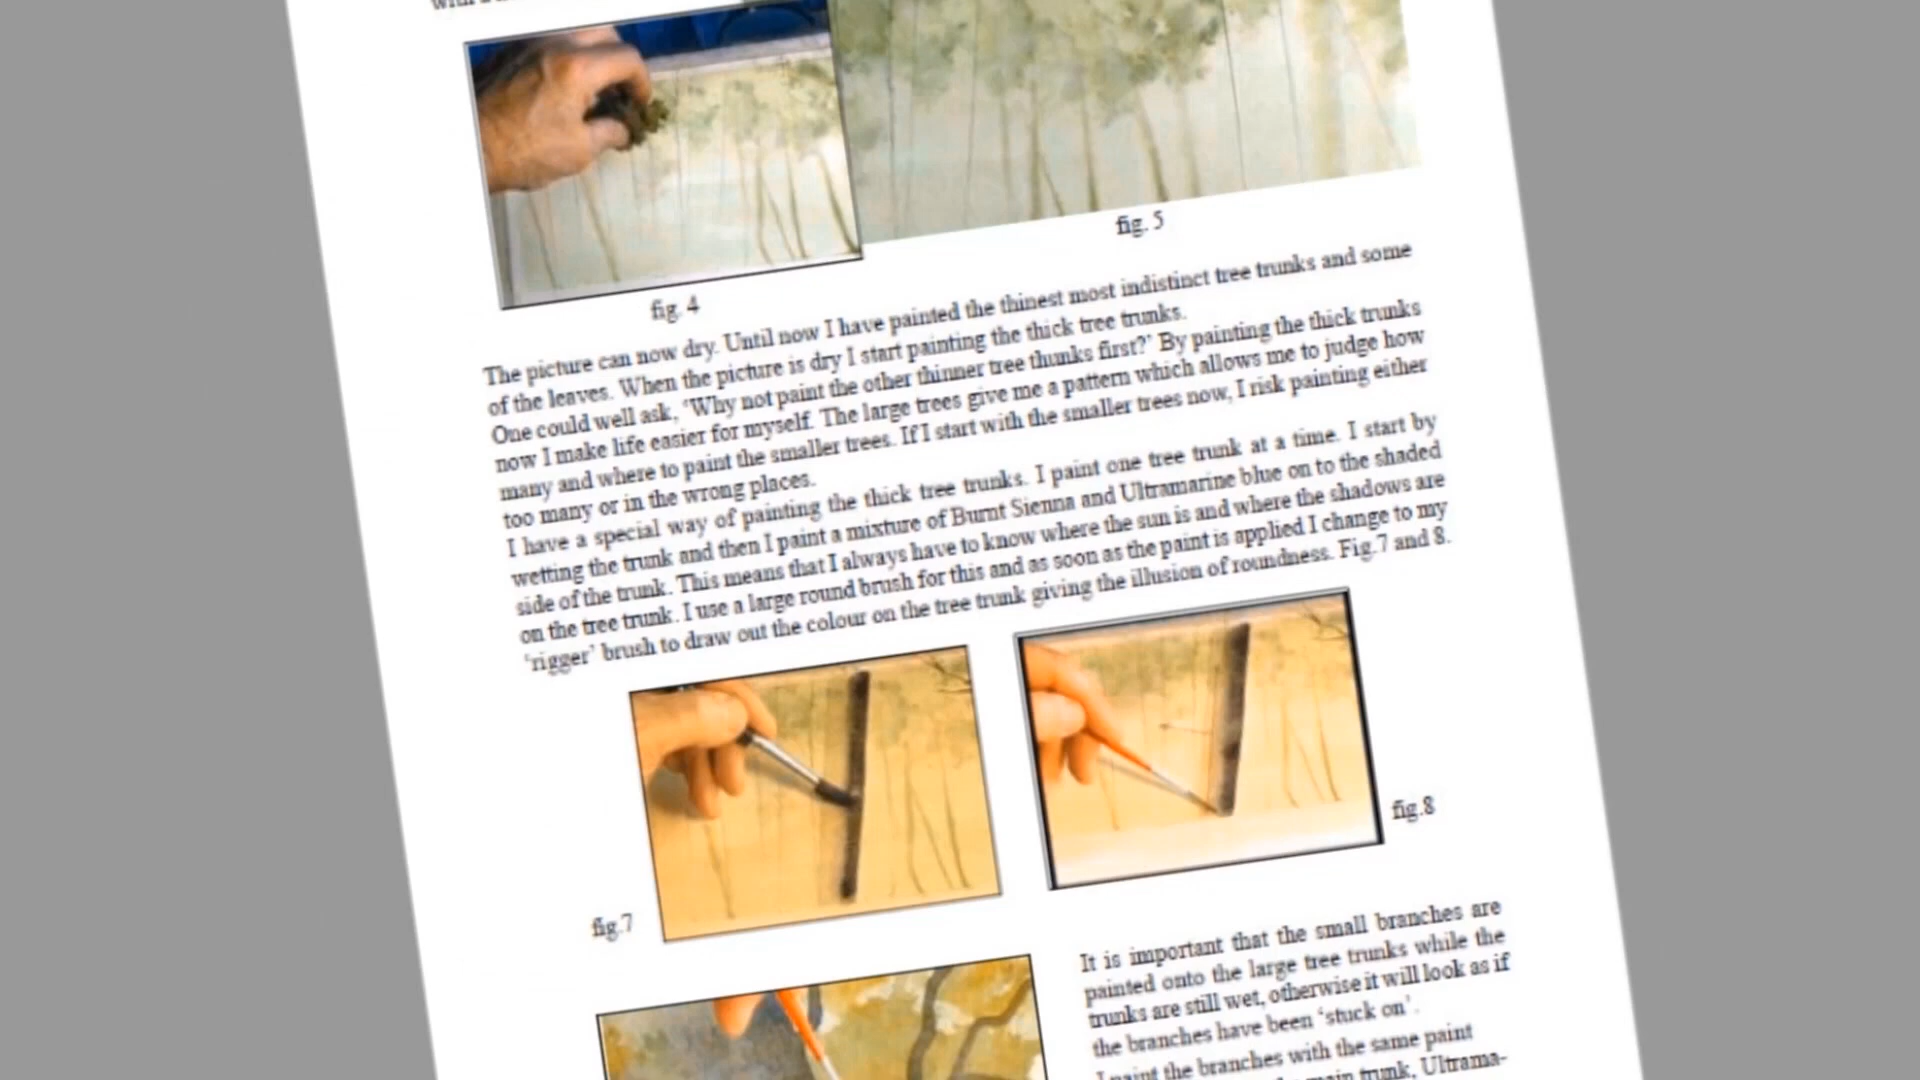 fig. 5
fig. 4
The picture can now dry. Until now I have painted the thinest most indistinct tree trunks and some
of the leaves. When the picture is dry I start painting the thick tree trunks.
One could well ask, ‘Why not paint the other thinner tree thunks first?’ By painting the thick trunks
now I make life easier for myself. The large trees give me a pattern which allows me to judge how
many and where to paint the smaller trees. If I start with the smaller trees now, I risk painting either
too many or in the wrong places.
I have a special way of painting the thick tree trunks. I paint one tree trunk at a time. I start by
wetting the trunk and then I paint a mixture of Burnt Sienna and Ultramarine blue on to the shaded
side of the trunk. This means that I always have to know where the sun is and where the shadows are
on the tree trunk. I use a large round brush for this and as soon as the paint is applied I change to my
‘rigger’ brush to draw out the colour on the tree trunk giving the illusion of roundness. Fig.7 and 8.
fig.8
fig.7
It is important that the small branches are
painted onto the large tree trunks while the
trunks are still wet, otherwise it will look as if
the branches have been ‘stuck on’.
I paint the branches with the same paint
main trunk, Ultrama-